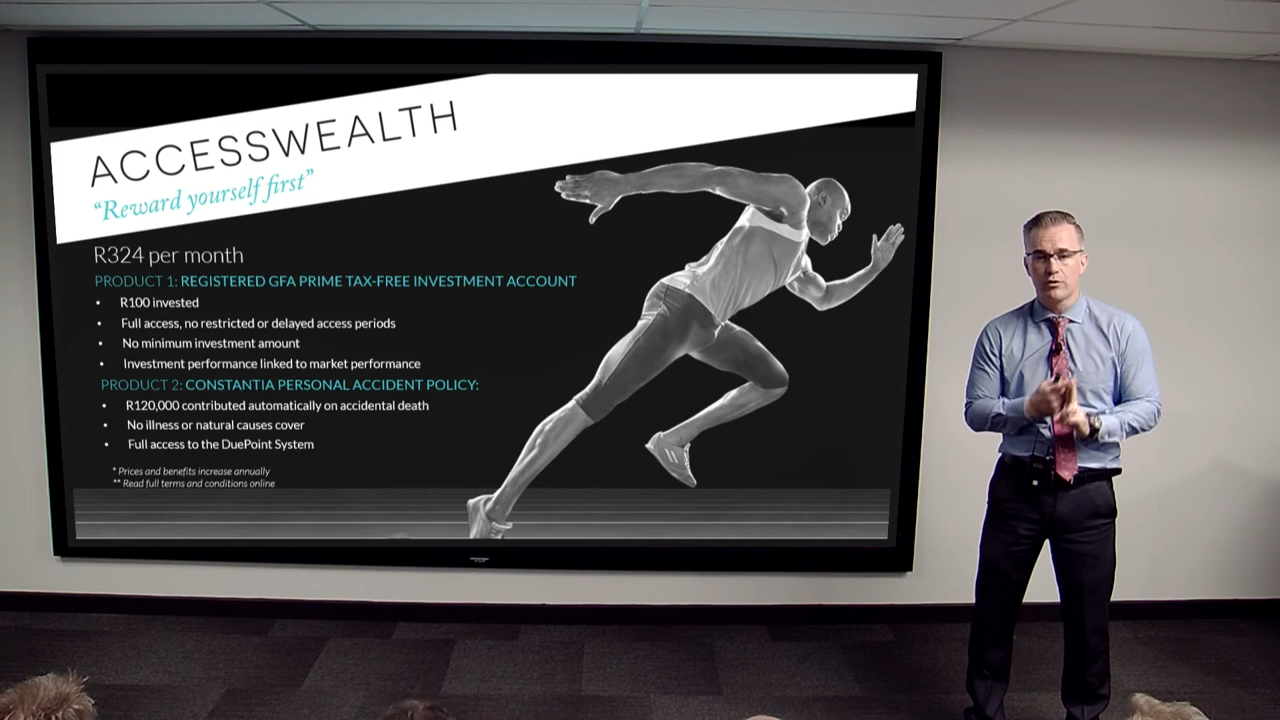 ACCESSWEALTH
“Reward yourself first”
R324 per month
PRODUCT 1: REGISTERED GFA PRIME TAX-FREE INVESTMENT ACCOUNT
• R100 invested
• Full access, no restricted or delayed access periods
• No minimum investment amount
• Investment performance linked to market performance
PRODUCT 2: CONSTANTIA PERSONAL ACCIDENT POLICY:
• R120,000 contributed automatically on accidental death
• No illness or natural causes cover
• Full access to the DuePoint System
* Prices and benefits increase annually
** Read full terms and conditions online